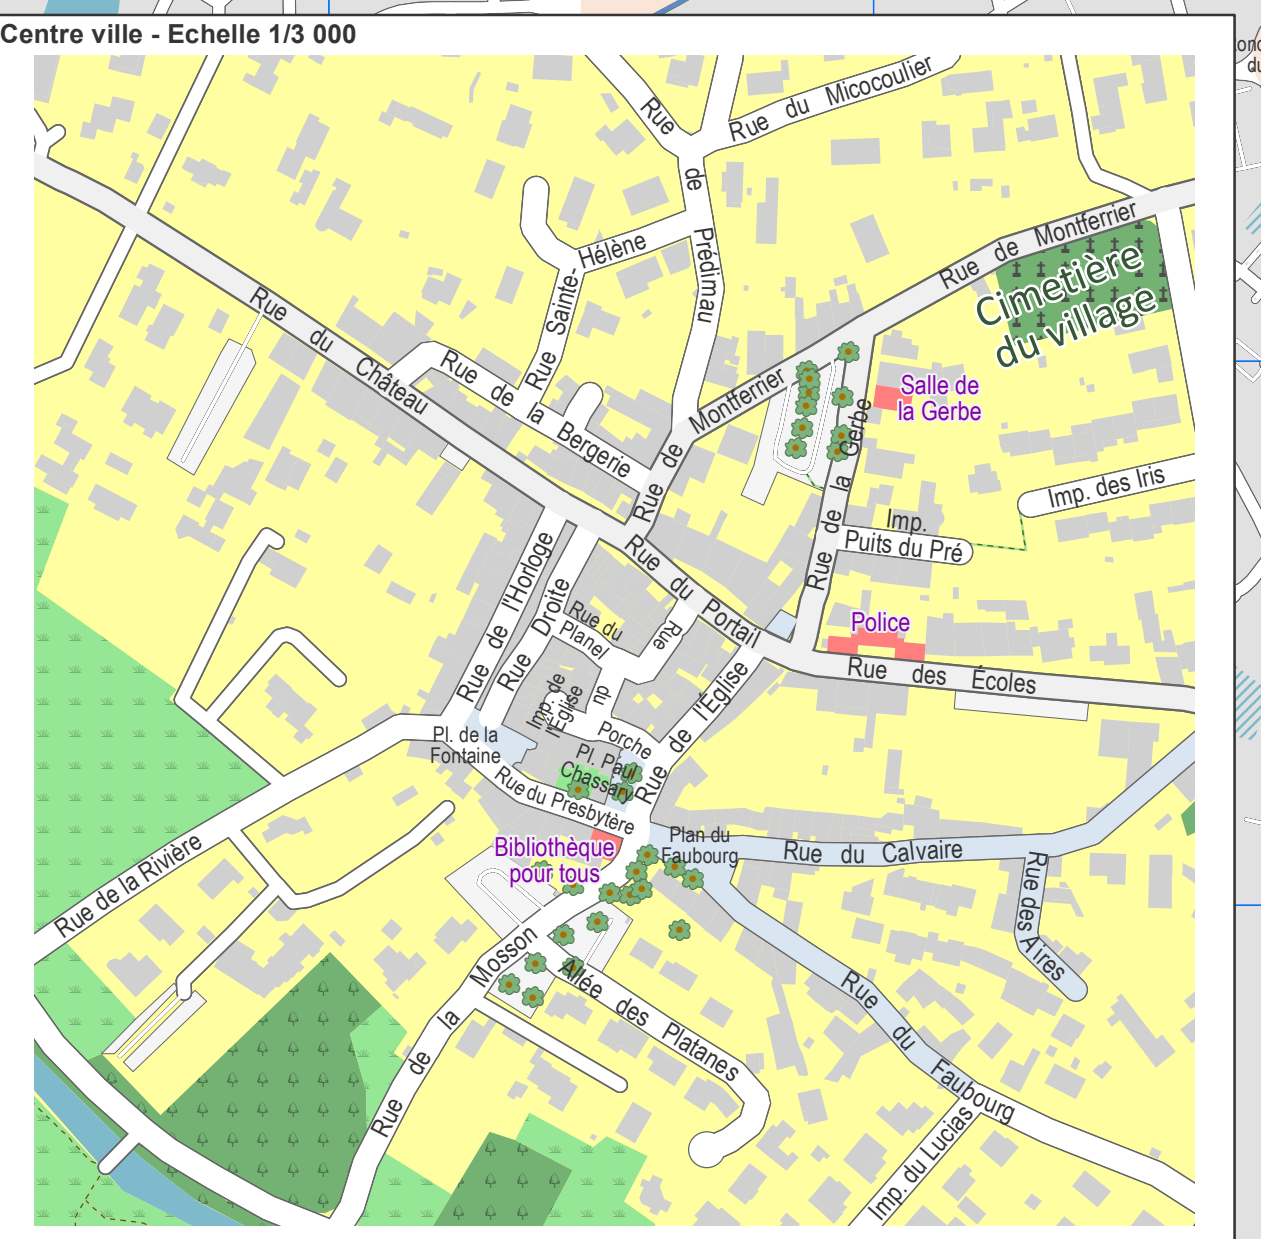 Centre ville - Echelle 1/3 000
Rue de Prédimau
Rue du Micocoulier
Rue Sainte-Hélène
Rue de Montferrier
Cimetière
du village
Rue du Château
Rue de la Bergerie
Rue de Montferrier
Salle de
la Gerbe
Rue de la Gerbe
Imp. des Iris
Imp.
Puits du Pré
Rue de l'Horloge
Rue Droite
Rue du
Planel
Rue du Portail
Police
Rue des Écoles
Rue du Porche
Imp. de
l'Eglise
Rue de l'Église
Pl. de la
Fontaine
Pl. Paul
Chassary
Rue du Presbytère
Bibliothèque
pour tous
Plan du
Faubourg
Rue du Calvaire
Rue des Aires
Rue de la Rivière
Rue de la Mosson
Allée des Platanes
Rue du Faubourg
Imp. du Lucias